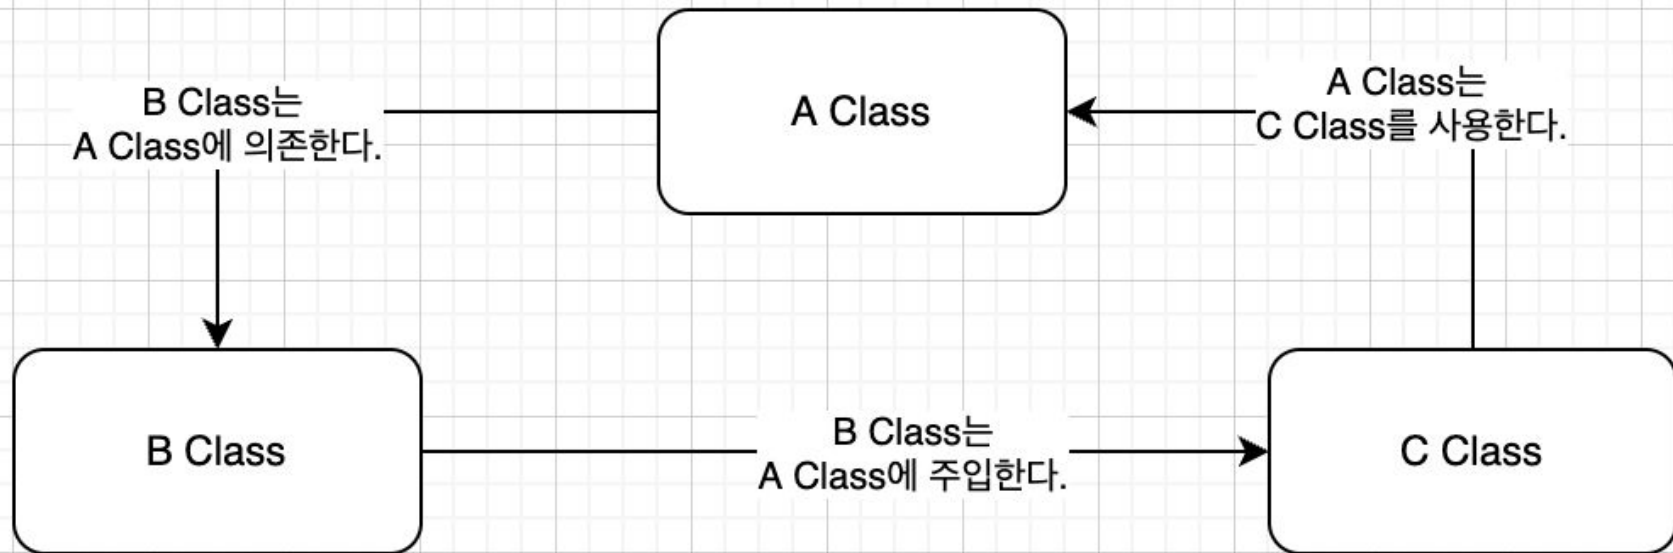 A Class
B Class는
A Class에 의존한다.
A Class는
C Class를 사용한다.
B Class
B Class는
A Class에 주입한다.
C Class